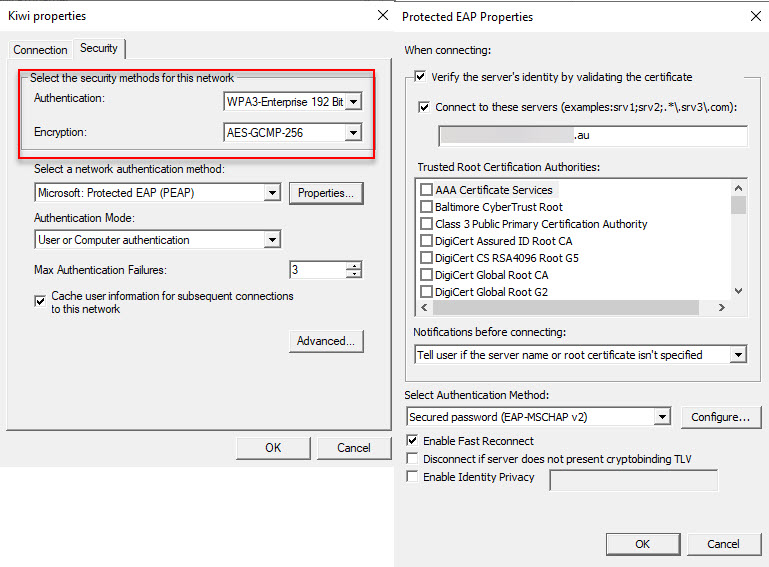 Kiwi properties
Connection
Security
Select the security methods for this network
Authentication:
WPA3-Enterprise 192 Bit
Encryption:
AES-GCMP-256
Select a network authentication method:
Microsoft: Protected EAP (PEAP)
Properties...
Authentication Mode:
User or Computer authentication
Max Authentication Failures:
3
Cache user information for subsequent connections
to this network
Advanced...
OK
Cancel
Protected EAP Properties
When connecting:
Verify the server's identity by validating the certificate
Connect to these servers (examples:srv1;srv2;.*\.srv3\.com):
.au
Trusted Root Certification Authorities:
AAA Certificate Services
Baltimore CyberTrust Root
Class 3 Public Primary Certification Authority
DigiCert Assured ID Root CA
DigiCert CS RSA4096 Root G5
DigiCert Global Root CA
DigiCert Global Root G2
Notifications before connecting:
Tell user if the server name or root certificate isn't specified
Select Authentication Method:
Secured password (EAP-MSCHAP v2)
Configure...
Enable Fast Reconnect
Disconnect if server does not present cryptobinding TLV
Enable Identity Privacy
OK
Cancel